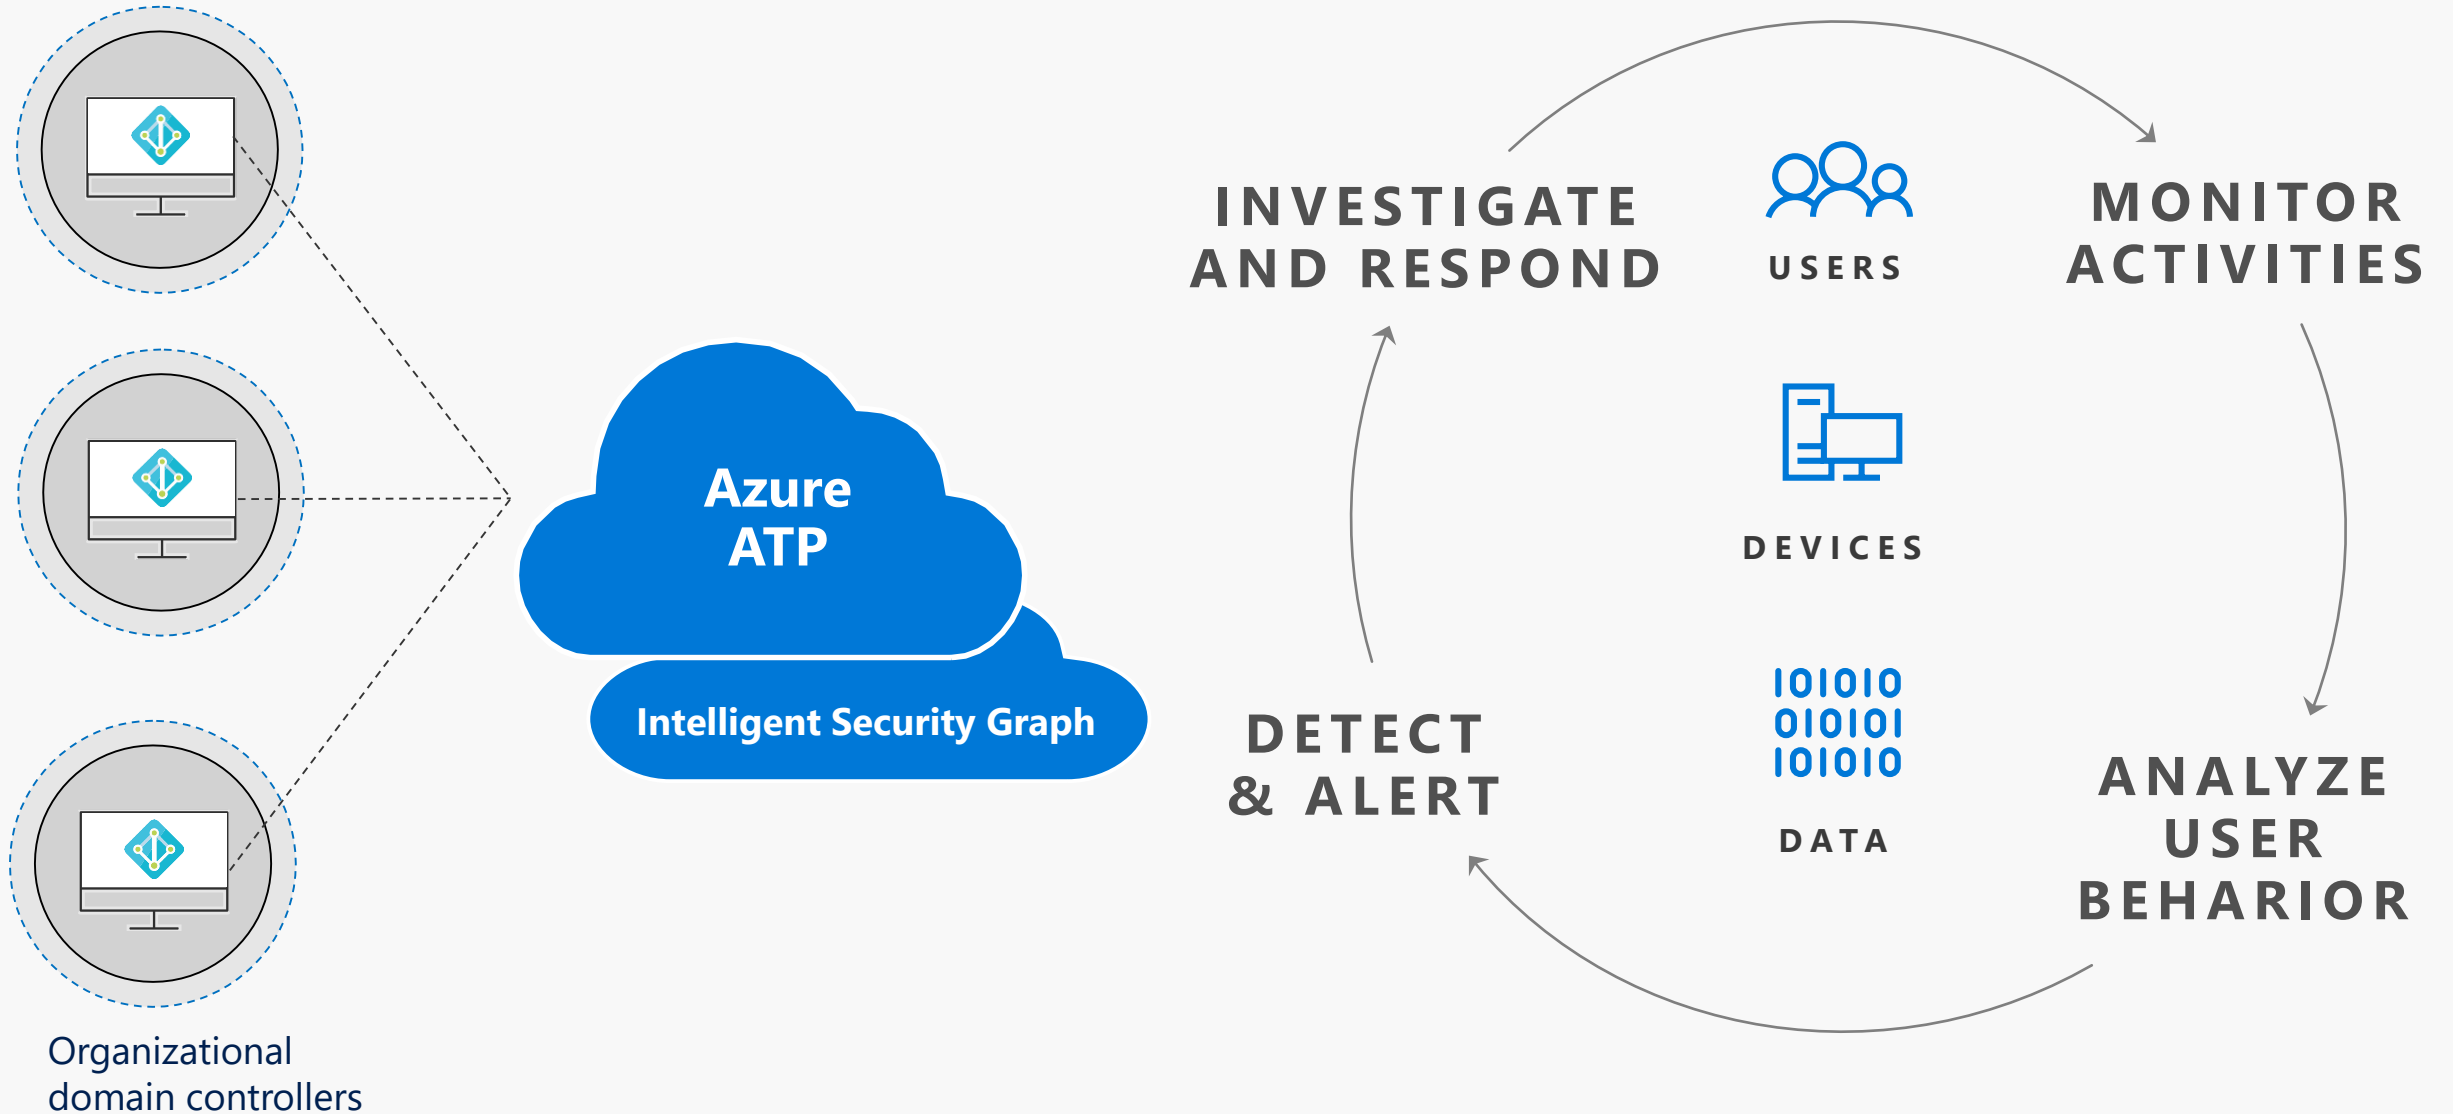 INVESTIGATE
AND RESPOND
USERS
MONITOR
ACTIVITIES
Azure
ATP
DEVICES
Intelligent Security Graph
DETECT
& ALERT
101010
010101
101010
DATA
ANALYZE
USER
BEHARIOR
Organizational
domain controllers